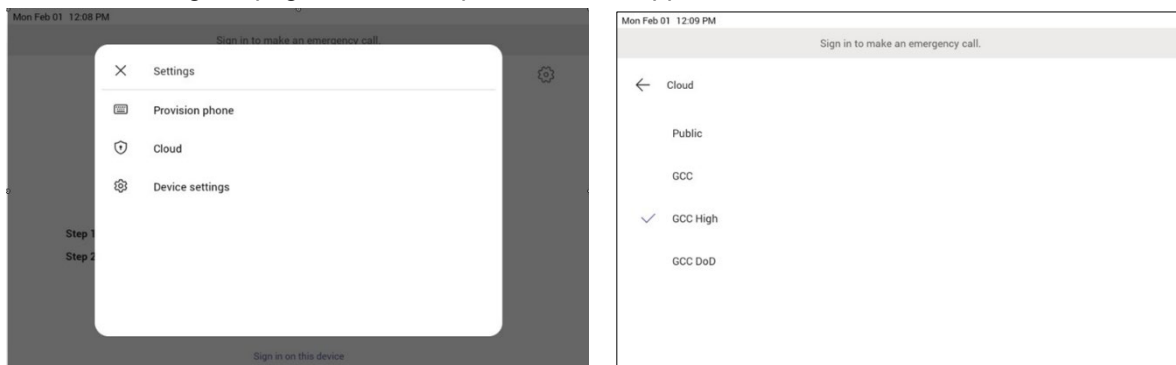 Mon Feb 01 12:08 PM
Sign in to make an emergency call.
Settings
Provision phone
Cloud
Device settings
Step 1
Step 2
Sign in on this device
Mon Feb 01 12:09 PM
Sign in to make an emergency call.
Cloud
Public
GCC
GCC High
GCC DoD